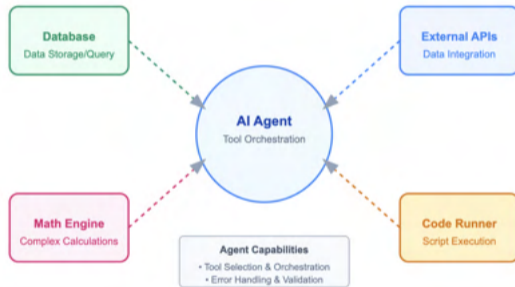 Database
Data Storage/Query
External APIs
Data Integration
AI Agent
Tool Orchestration
Math Engine
Complex Calculations
Code Runner
Script Execution
Agent Capabilities
• Tool Selection & Orchestration
• Error Handling & Validation